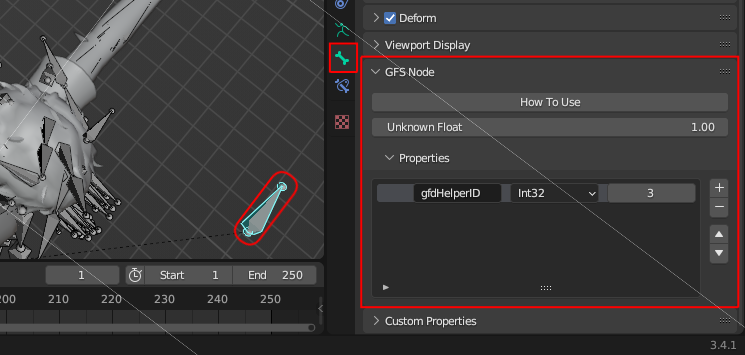 Deform
Viewport Display
GFS Node
How To Use
Unknown Float 1.00
Properties
gfdHelperID Int32 3
1 Start 1 End 250
200 210 220 230 240 250
Custom Properties
3.4.1